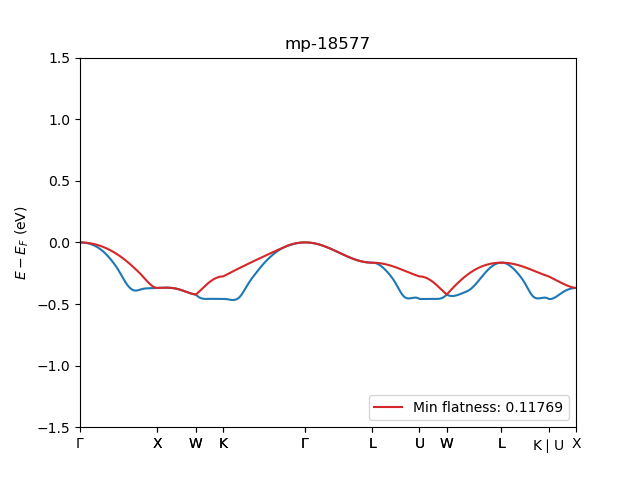 mp-18577
E − E_F (eV)
1.5
1.0
0.5
0.0
−0.5
−1.0
−1.5
Min flatness: 0.11769
Γ X W K Γ L U W L K | U X